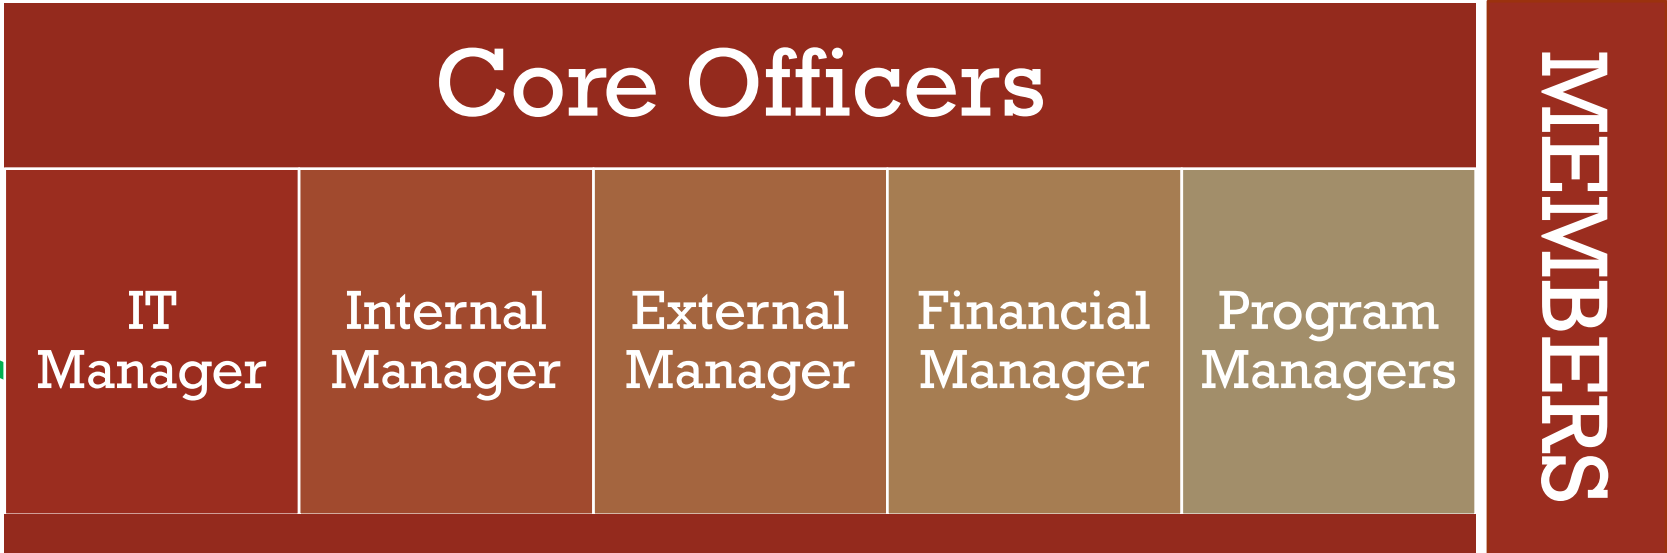 Core Officers
IT
Manager
Internal
Manager
External
Manager
Financial
Manager
Program
Managers
MEMBERS